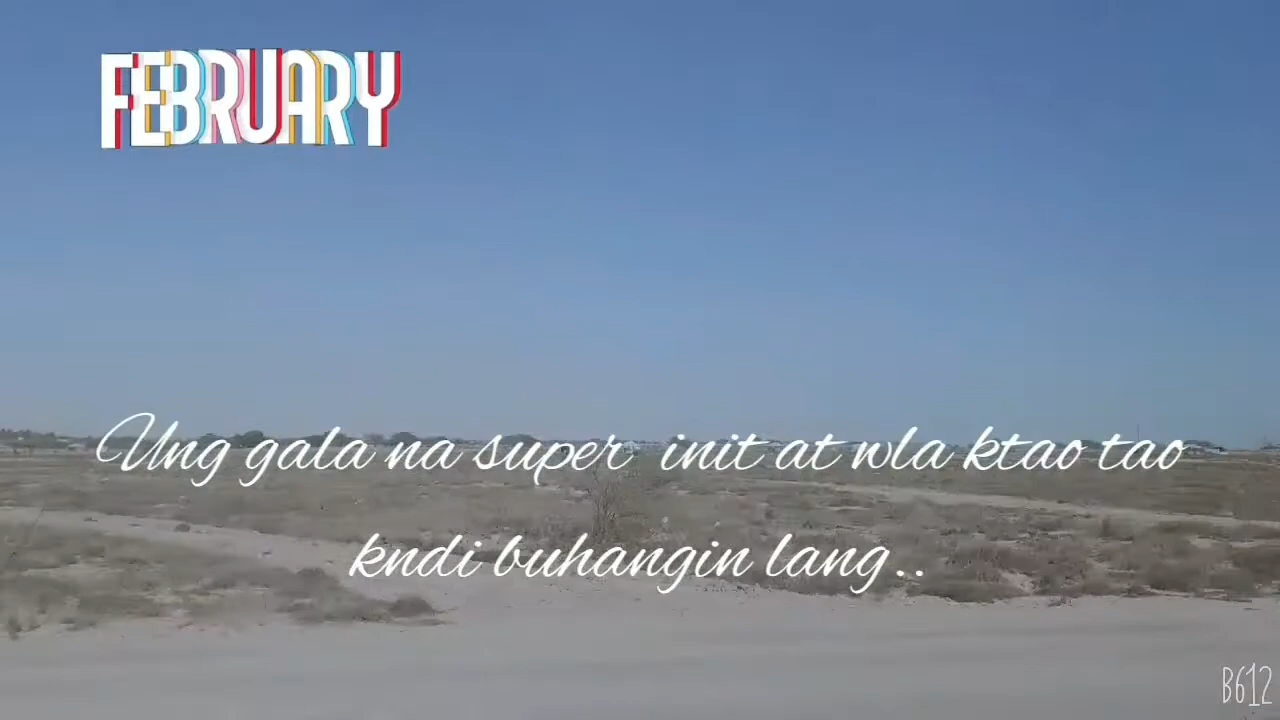 FEBRUARY
Ung gala na super init at wla ktao tao
kndi buhangin lang..
B612